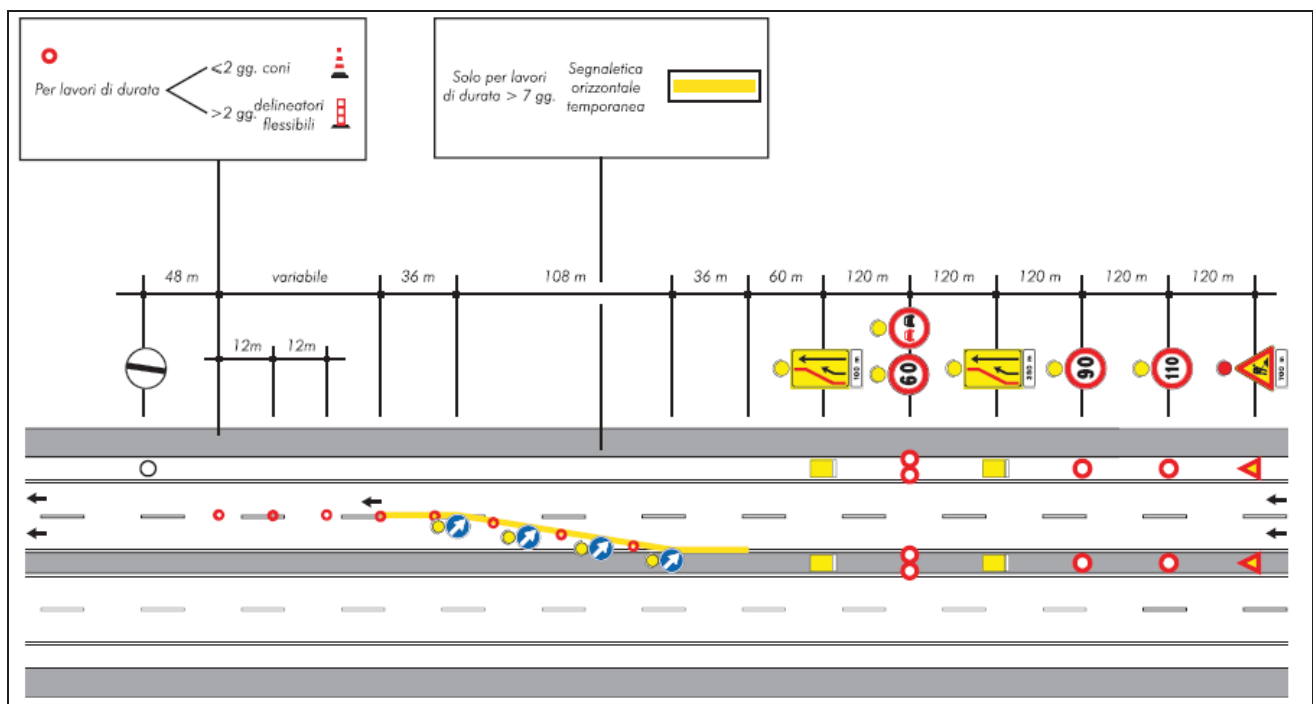 Per lavori di durata
⩽2 gg. coni
>2 gg. delineatori
flessibili
Solo per lavori
di durata > 7 gg.
Segnaletica
orizzontale
temporanea
48 m
variabile
36 m
108 m
36 m
60 m
120 m
120 m
120 m
120 m
120 m
12m
12m
100 m
60
350 m
90
110
700 m